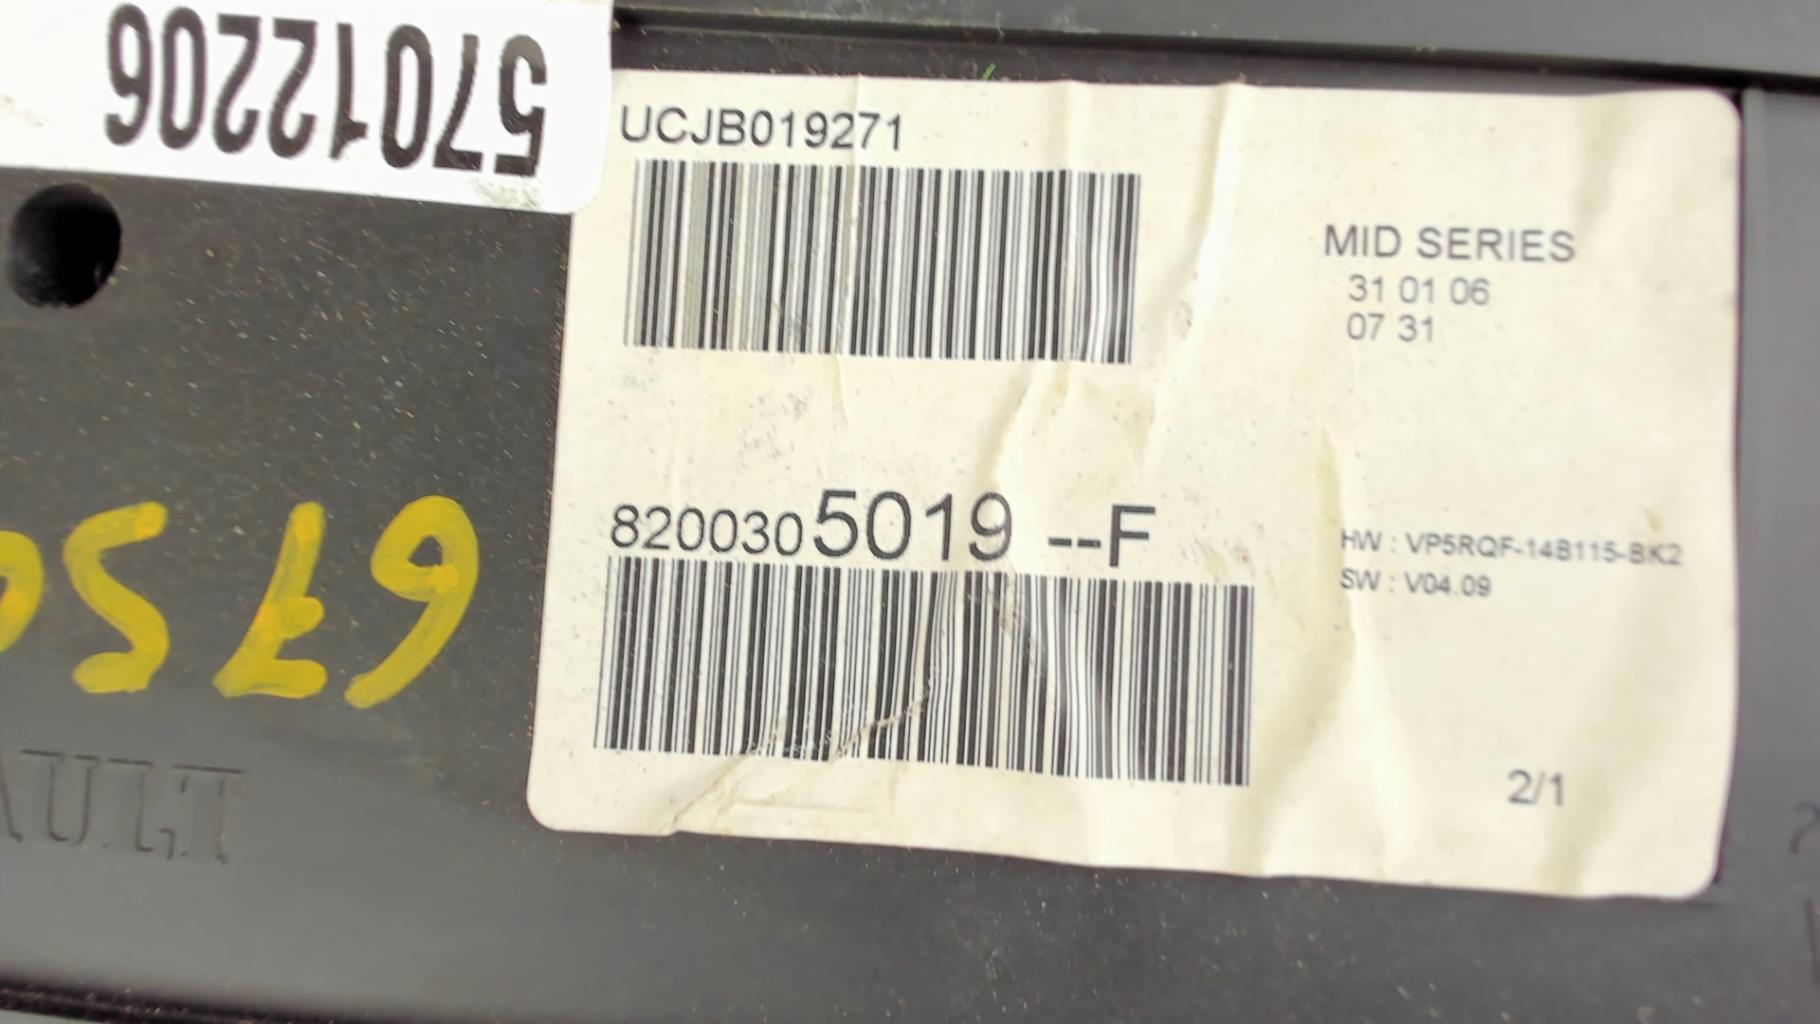 57012206
UCJB019271
MID SERIES
31 01 06
07 31
8200305019 --F
HW : VP5RQF-14B115-BK2
SW : V04.09
2/1
AULT